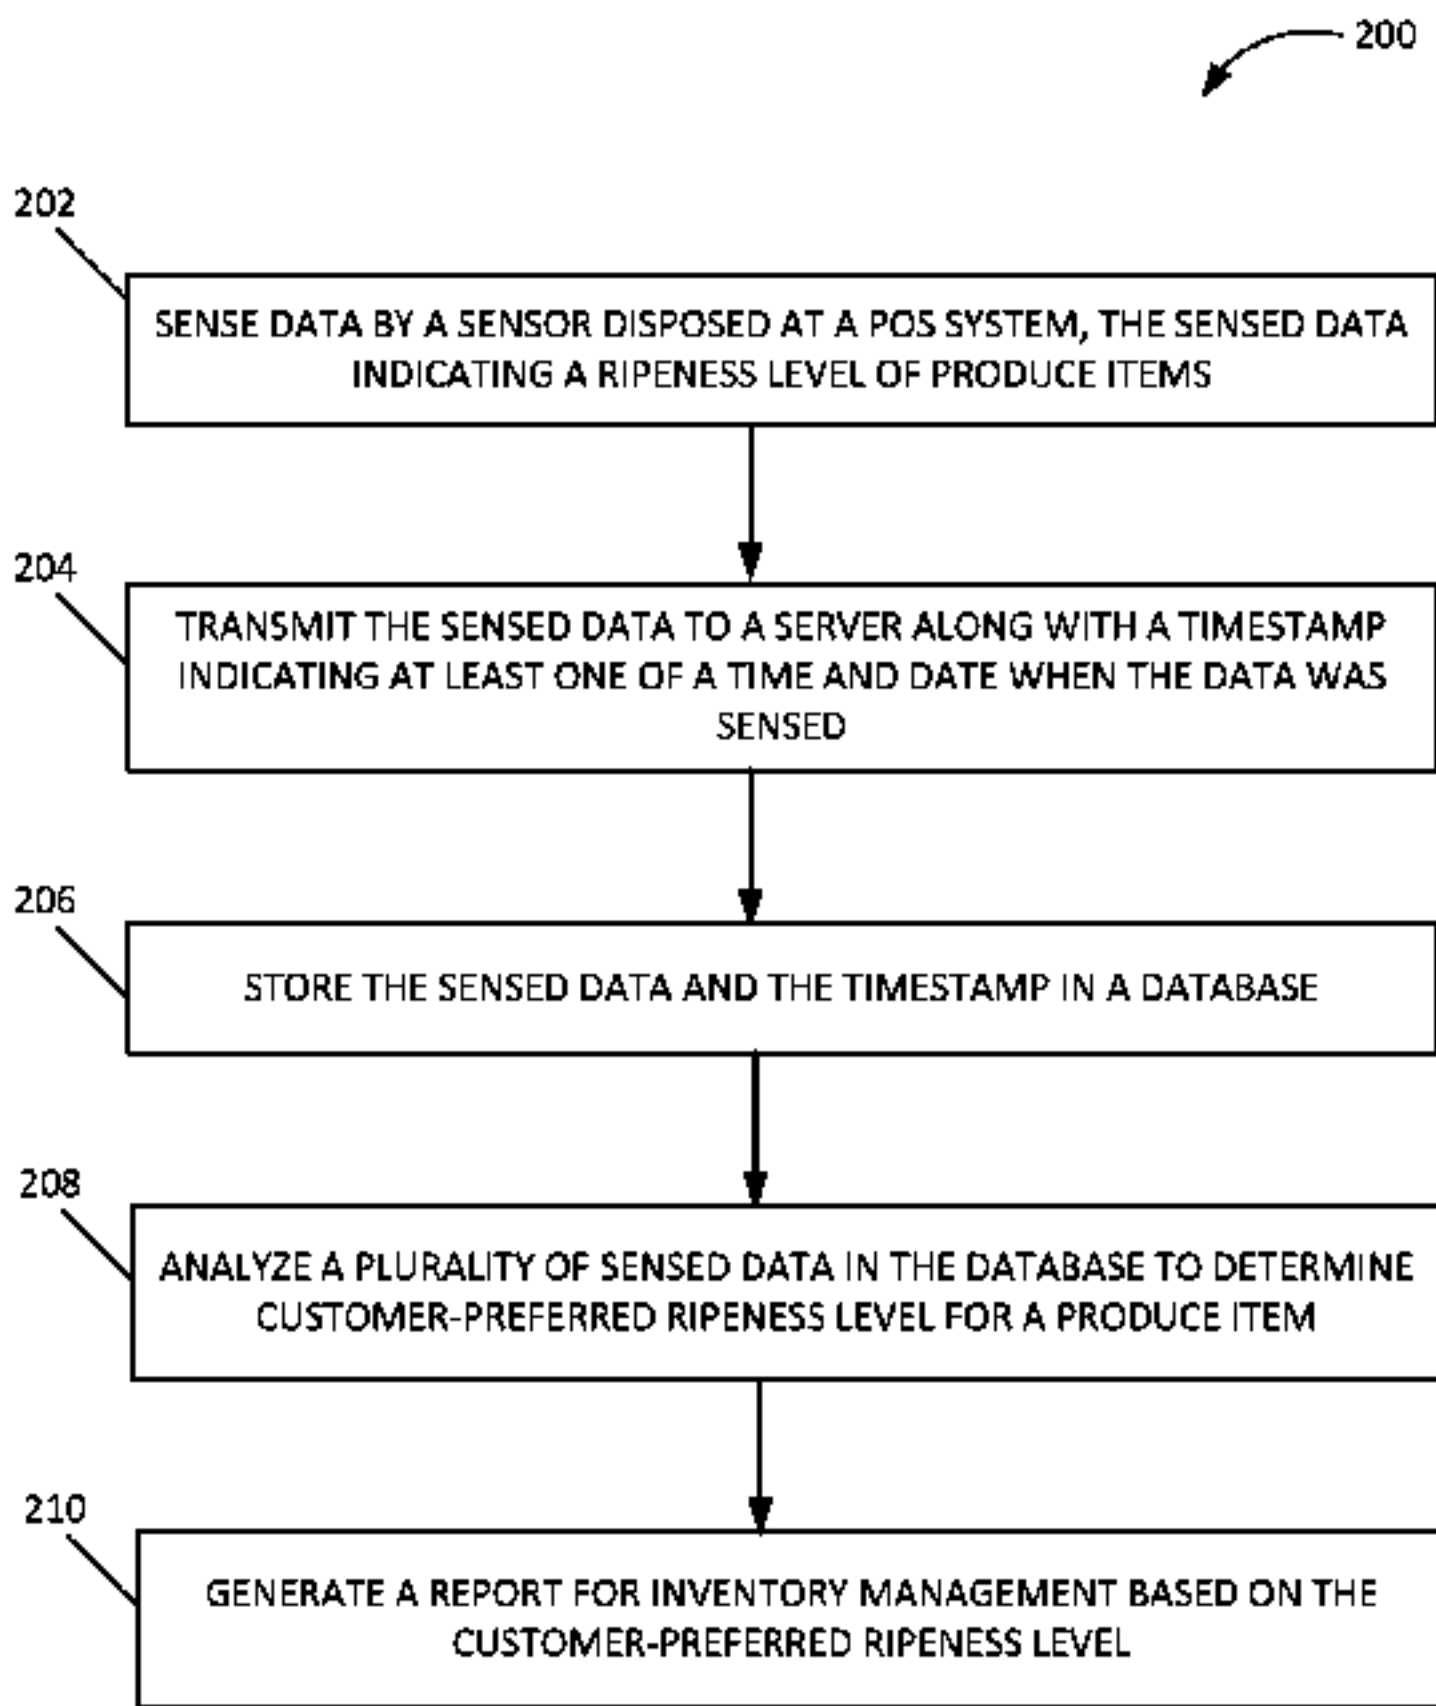 200
202
SENSE DATA BY A SENSOR DISPOSED AT A POS SYSTEM, THE SENSED DATA
INDICATING A RIPENESS LEVEL OF PRODUCE ITEMS
204
TRANSMIT THE SENSED DATA TO A SERVER ALONG WITH A TIMESTAMP
INDICATING AT LEAST ONE OF A TIME AND DATE WHEN THE DATA WAS
SENSED
206
STORE THE SENSED DATA AND THE TIMESTAMP IN A DATABASE
208
ANALYZE A PLURALITY OF SENSED DATA IN THE DATABASE TO DETERMINE
CUSTOMER-PREFERRED RIPENESS LEVEL FOR A PRODUCE ITEM
210
GENERATE A REPORT FOR INVENTORY MANAGEMENT BASED ON THE
CUSTOMER-PREFERRED RIPENESS LEVEL